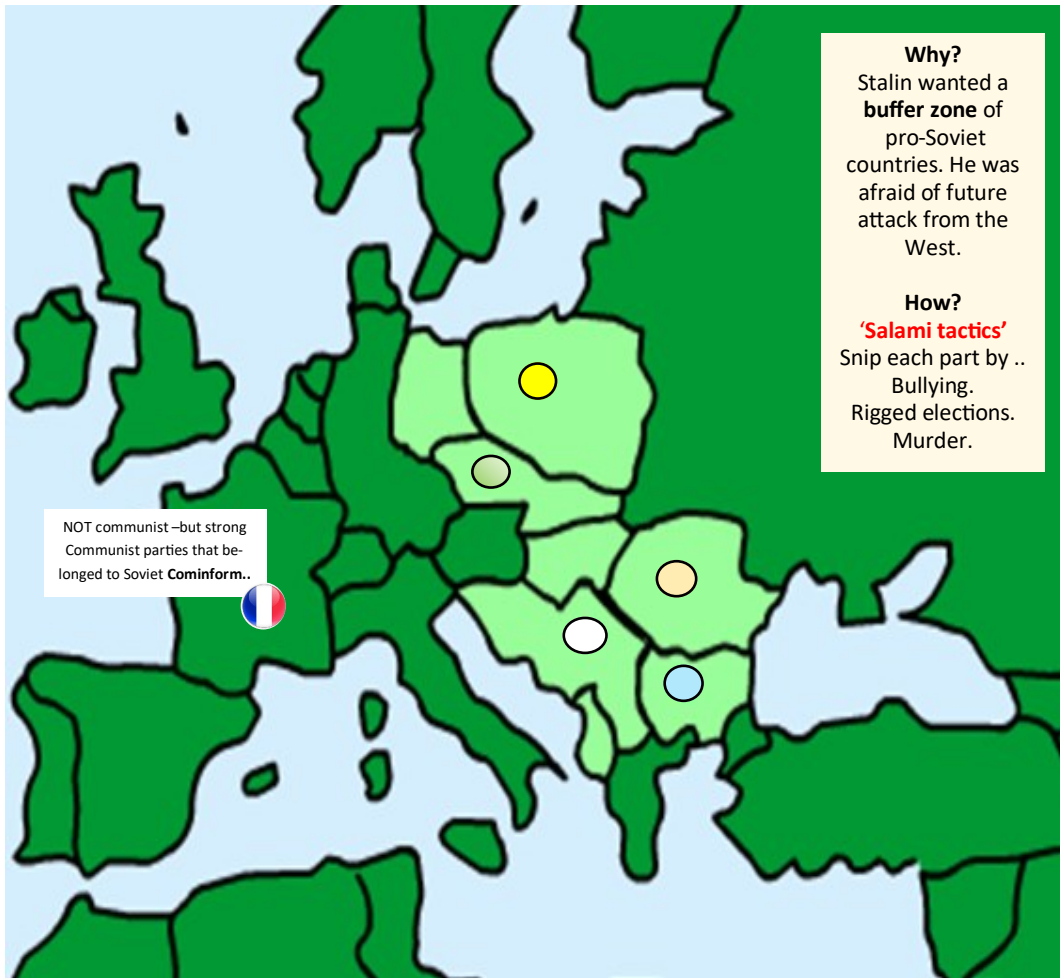 Why?
Stalin wanted a
buffer zone of
pro-Soviet
countries. He was
afraid of future
attack from the
West.
How?
‘Salami tactics’
Snip each part by ..
Bullying.
Rigged elections.
Murder.
NOT communist –but strong
Communist parties that be-
longed to Soviet Cominform..